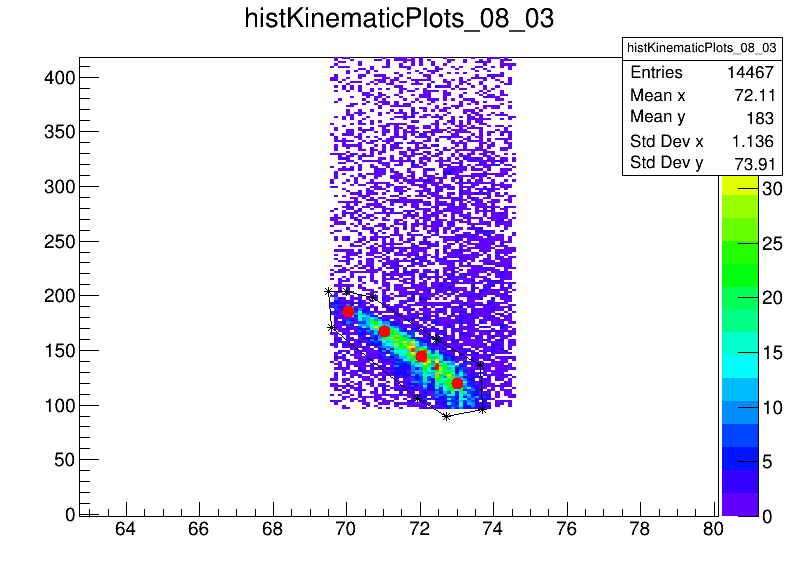 histKinematicPlots_08_03
histKinematicPlots_08_03
Entries 14467
Mean x 72.11
Mean y 183
Std Dev x 1.136
Std Dev y 73.91
400
350
300
250
200
150
100
50
0
30
25
20
15
10
5
0
64 66 68 70 72 74 76 78 80